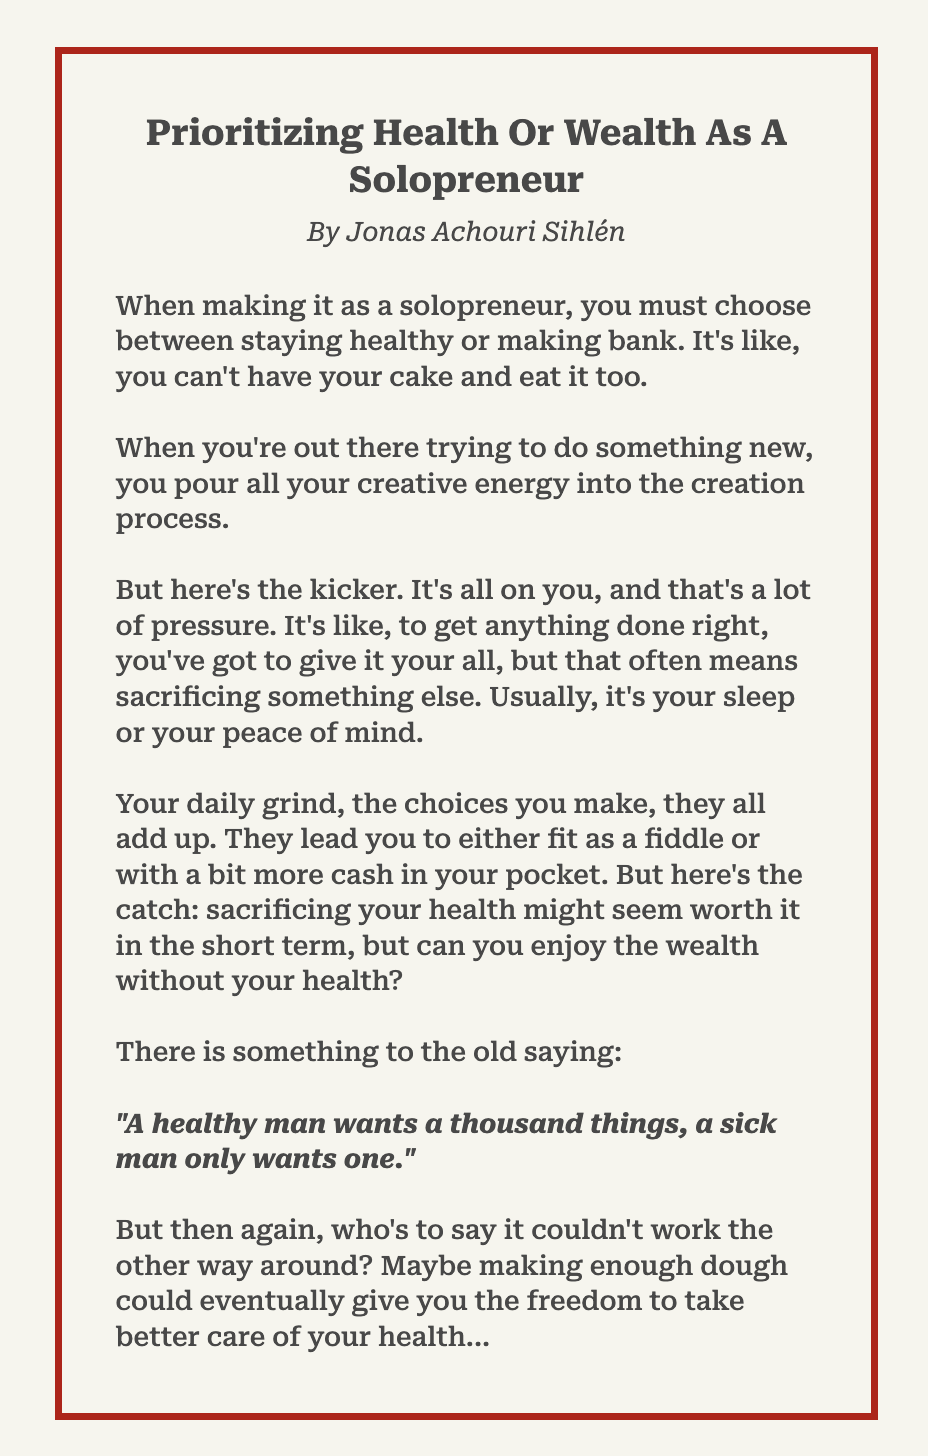 Prioritizing Health Or Wealth As A
Solopreneur
By Jonas Achouri Sihlén
When making it as a solopreneur, you must choose
between staying healthy or making bank. It's like,
you can't have your cake and eat it too.
When you're out there trying to do something new,
you pour all your creative energy into the creation
process.
But here's the kicker. It's all on you, and that's a lot
of pressure. It's like, to get anything done right,
you've got to give it your all, but that often means
sacrificing something else. Usually, it's your sleep
or your peace of mind.
Your daily grind, the choices you make, they all
add up. They lead you to either fit as a fiddle or
with a bit more cash in your pocket. But here's the
catch: sacrificing your health might seem worth it
in the short term, but can you enjoy the wealth
without your health?
There is something to the old saying:
"A healthy man wants a thousand things, a sick
man only wants one."
But then again, who's to say it couldn't work the
other way around? Maybe making enough dough
could eventually give you the freedom to take
better care of your health...